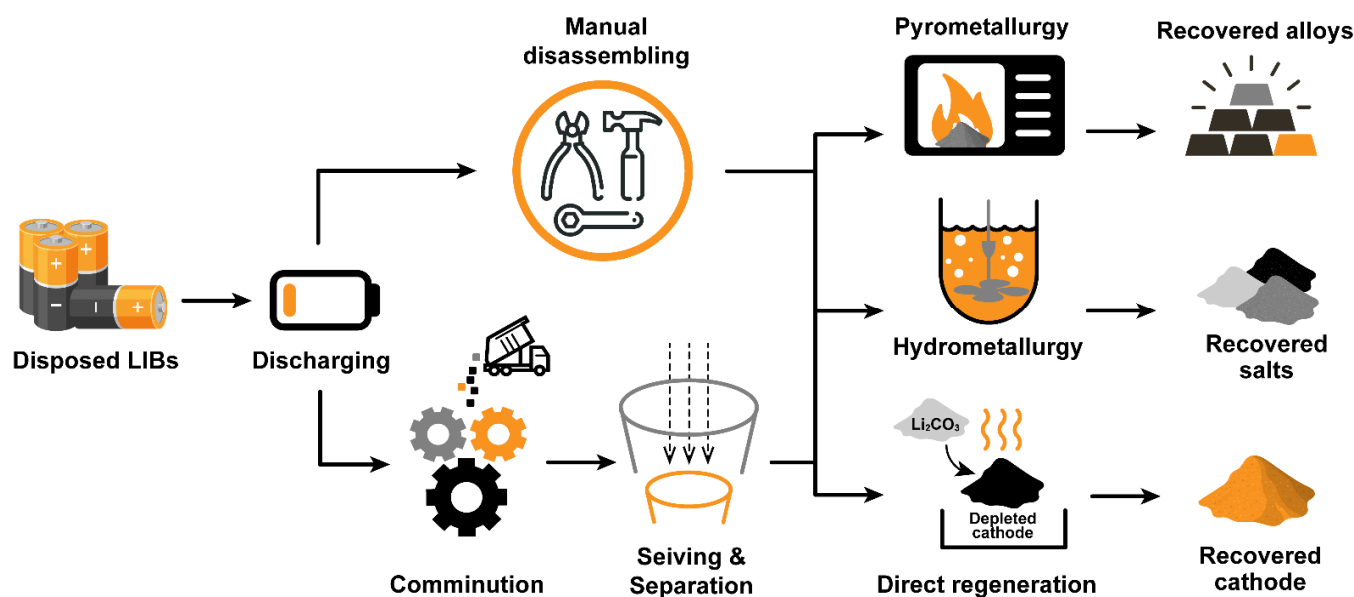 Manual
disassembling
Pyrometallurgy
Recovered alloys
Disposed LIBs
Discharging
Hydrometallurgy
Recovered
salts
Comminution
Seiving &
Separation
Li₂CO₃
Depleted
cathode
Direct regeneration
Recovered
cathode